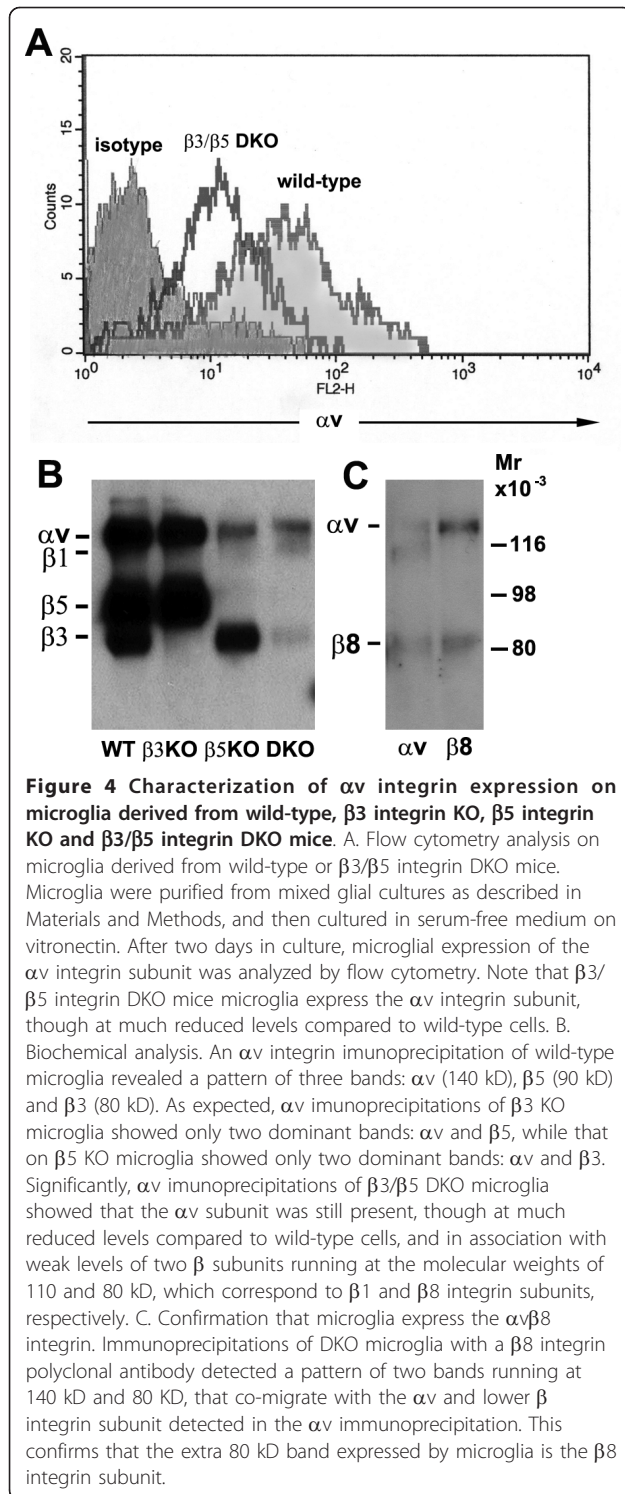 A
20
15
10
5
0
Counts
isotype
β3/β5 DKO
wild-type
10⁰ 10¹ 10² 10³ 10⁴
FL2-H
αv
B
αv
β1
β5
β3
WT β3KO β5KO DKO
C
Mr
x10⁻³
αv
116
98
β8
80
αv β8
Figure 4 Characterization of αv integrin expression on
microglia derived from wild-type, β3 integrin KO, β5 integrin
KO and β3/β5 integrin DKO mice. A. Flow cytometry analysis on
microglia derived from wild-type or β3/β5 integrin DKO mice.
Microglia were purified from mixed glial cultures as described in
Materials and Methods, and then cultured in serum-free medium on
vitronectin. After two days in culture, microglial expression of the
αv integrin subunit was analyzed by flow cytometry. Note that β3/
β5 integrin DKO mice microglia express the αv integrin subunit,
though at much reduced levels compared to wild-type cells. B.
Biochemical analysis. An αv integrin imunoprecipitation of wild-type
microglia revealed a pattern of three bands: αv (140 kD), β5 (90 kD)
and β3 (80 kD). As expected, αv imunoprecipitations of β3 KO
microglia showed only two dominant bands: αv and β5, while that
on β5 KO microglia showed only two dominant bands: αv and β3.
Significantly, αv imunoprecipitations of β3/β5 DKO microglia
showed that the αv subunit was still present, though at much
reduced levels compared to wild-type cells, and in association with
weak levels of two β subunits running at the molecular weights of
110 and 80 kD, which correspond to β1 and β8 integrin subunits,
respectively. C. Confirmation that microglia express the αvβ8
integrin. Immunoprecipitations of DKO microglia with a β8 integrin
polyclonal antibody detected a pattern of two bands running at
140 kD and 80 KD, that co-migrate with the αv and lower β
integrin subunit detected in the αv immunoprecipitation. This
confirms that the extra 80 kD band expressed by microglia is the β8
integrin subunit.